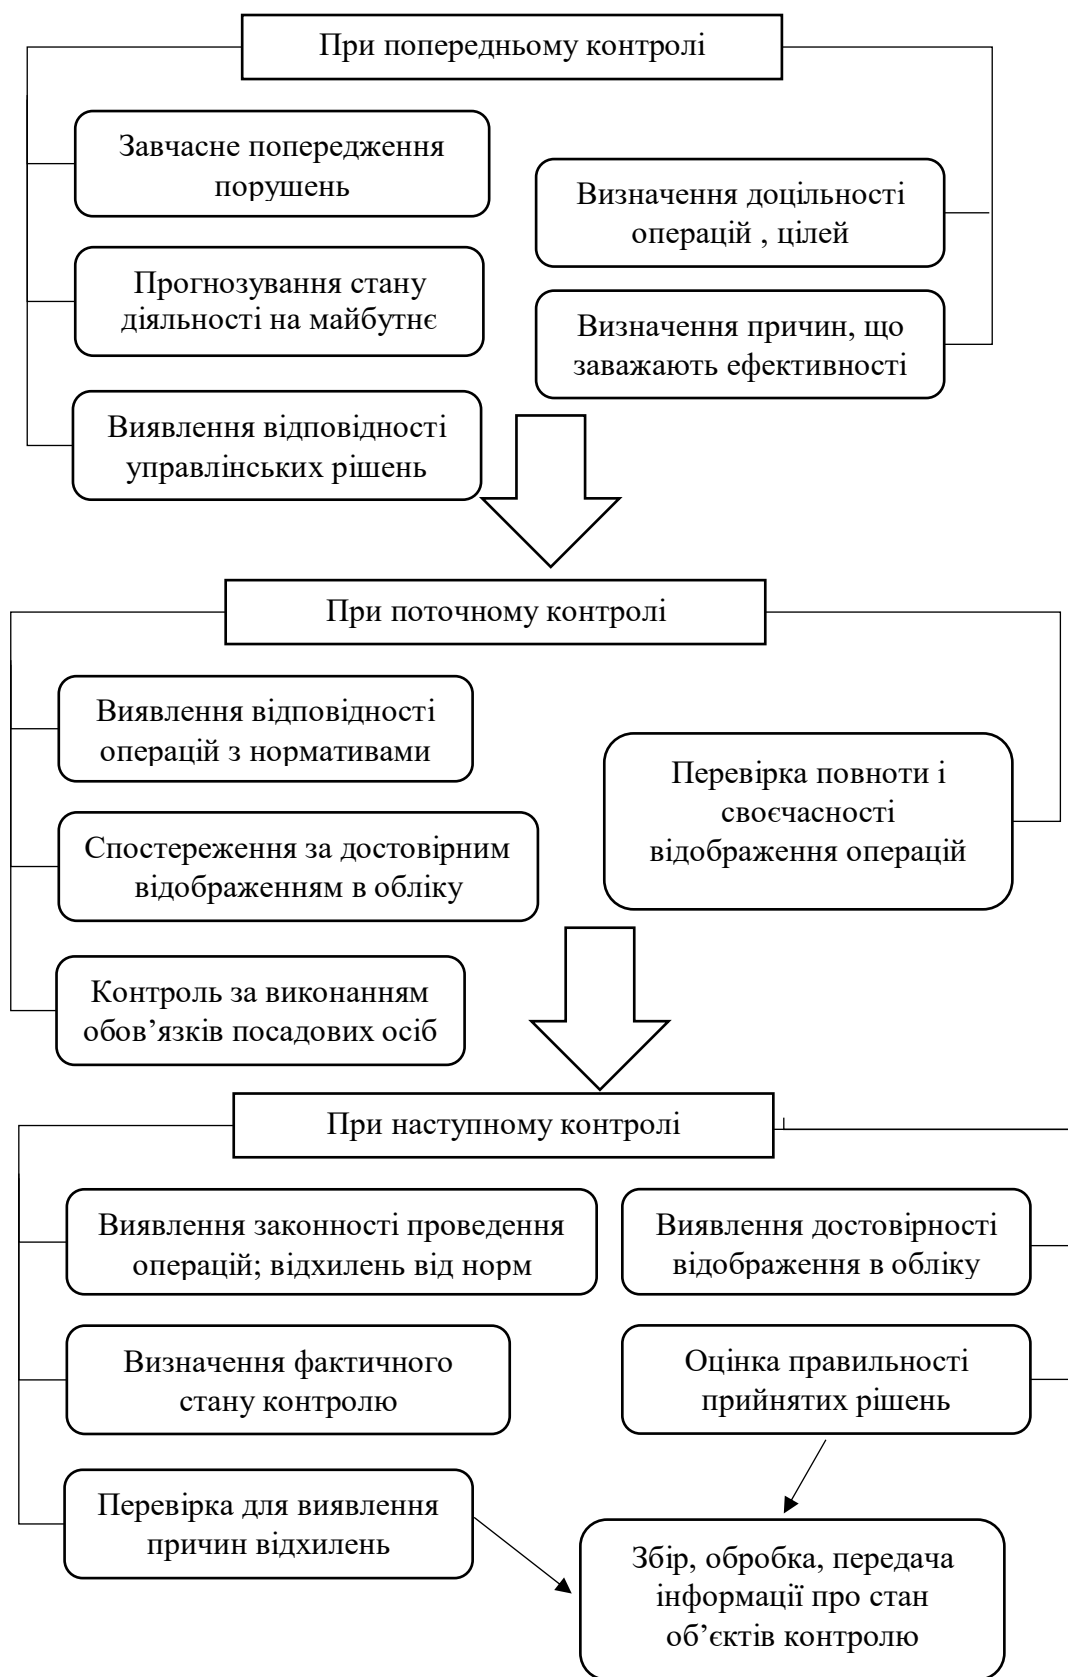 При попередньому контролі
Завчасне попередження
порушень
Визначення доцільності
операцій , цілей
Прогнозування стану
діяльності на майбутнє
Визначення причин, що
заважають ефективності
Виявлення відповідності
управлінських рішень
При поточному контролі
Виявлення відповідності
операцій з нормативами
Перевірка повноти і
своєчасності
відображення операцій
Спостереження за достовірним
відображенням в обліку
Контроль за виконанням
обов’язків посадових осіб
При наступному контролі
Виявлення законності проведення
операцій; відхилень від норм
Виявлення достовірності
відображення в обліку
Визначення фактичного
стану контролю
Оцінка правильності
прийнятих рішень
Перевірка для виявлення
причин відхилень
Збір, обробка, передача
інформації про стан
об’єктів контролю